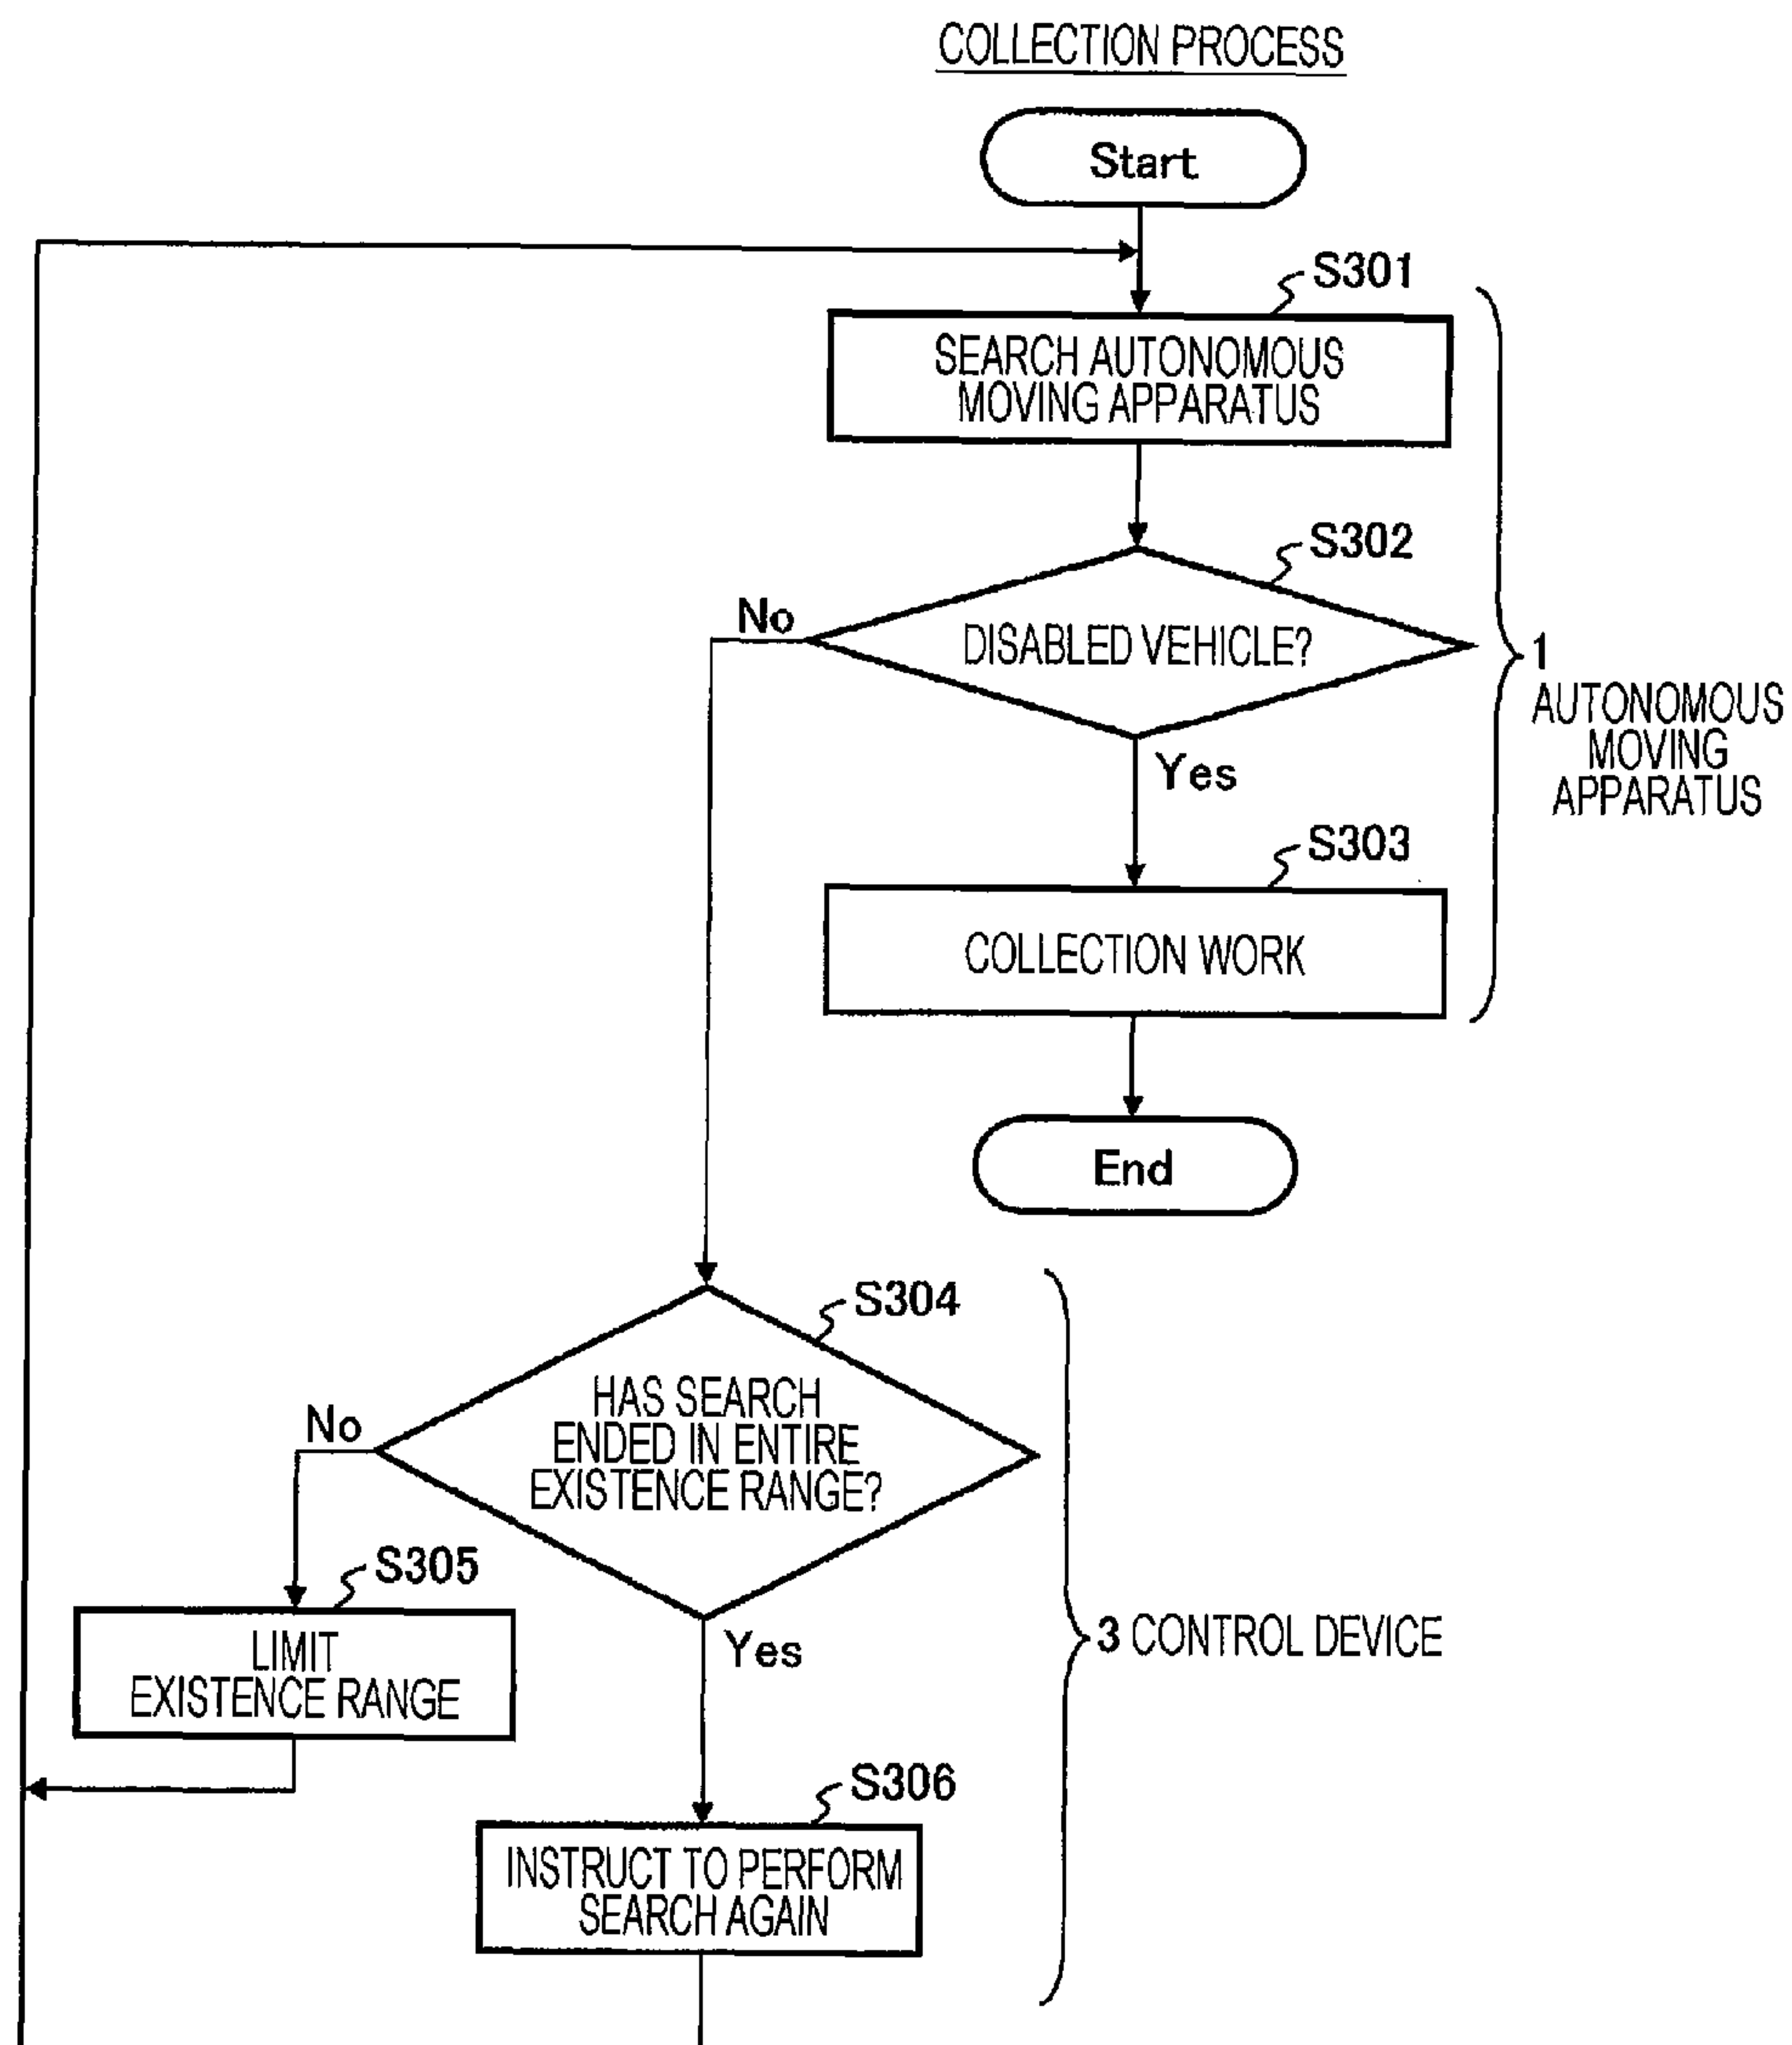 COLLECTION PROCESS
Start
S301
SEARCH AUTONOMOUS
MOVING APPARATUS
S302
No
DISABLED VEHICLE?
1
AUTONOMOUS
MOVING
APPARATUS
Yes
S303
COLLECTION WORK
End
S304
HAS SEARCH
ENDED IN ENTIRE
EXISTENCE RANGE?
No
S305
LIMIT
EXISTENCE RANGE
Yes
3 CONTROL DEVICE
S306
INSTRUCT TO PERFORM
SEARCH AGAIN